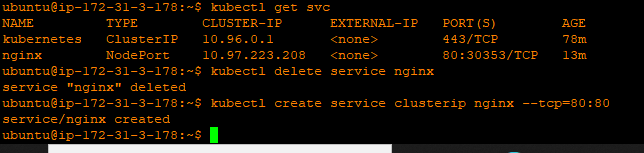 ubuntu@ip-172-31-3-178:~$ kubectl get svc
NAME TYPE CLUSTER-IP EXTERNAL-IP PORT(S) AGE
kubernetes ClusterIP 10.96.0.1 <none> 443/TCP 78m
nginx NodePort 10.97.223.208 <none> 80:30353/TCP 13m
ubuntu@ip-172-31-3-178:~$ kubectl delete service nginx
service "nginx" deleted
ubuntu@ip-172-31-3-178:~$ kubectl create service clusterip nginx --tcp=80:80
service/nginx created
ubuntu@ip-172-31-3-178:~$